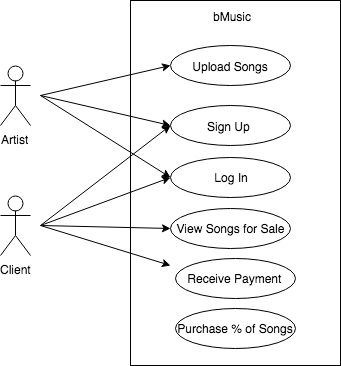 bMusic
Upload Songs
Sign Up
Artist
Log In
View Songs for Sale
Client
Receive Payment
Purchase % of Songs